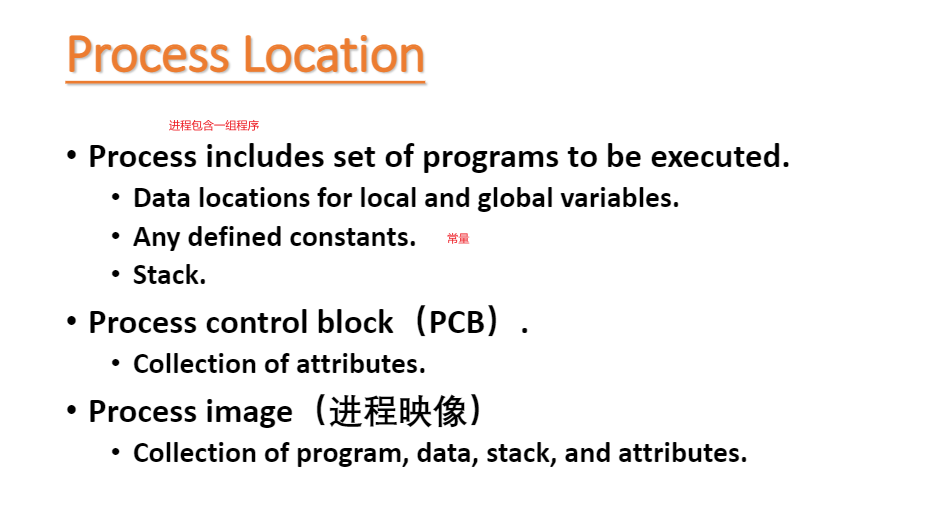 Process Location
进程包含一组程序
• Process includes set of programs to be executed.
• Data locations for local and global variables.
• Any defined constants. 常量
• Stack.
• Process control block（PCB）.
• Collection of attributes.
• Process image（进程映像）
• Collection of program, data, stack, and attributes.